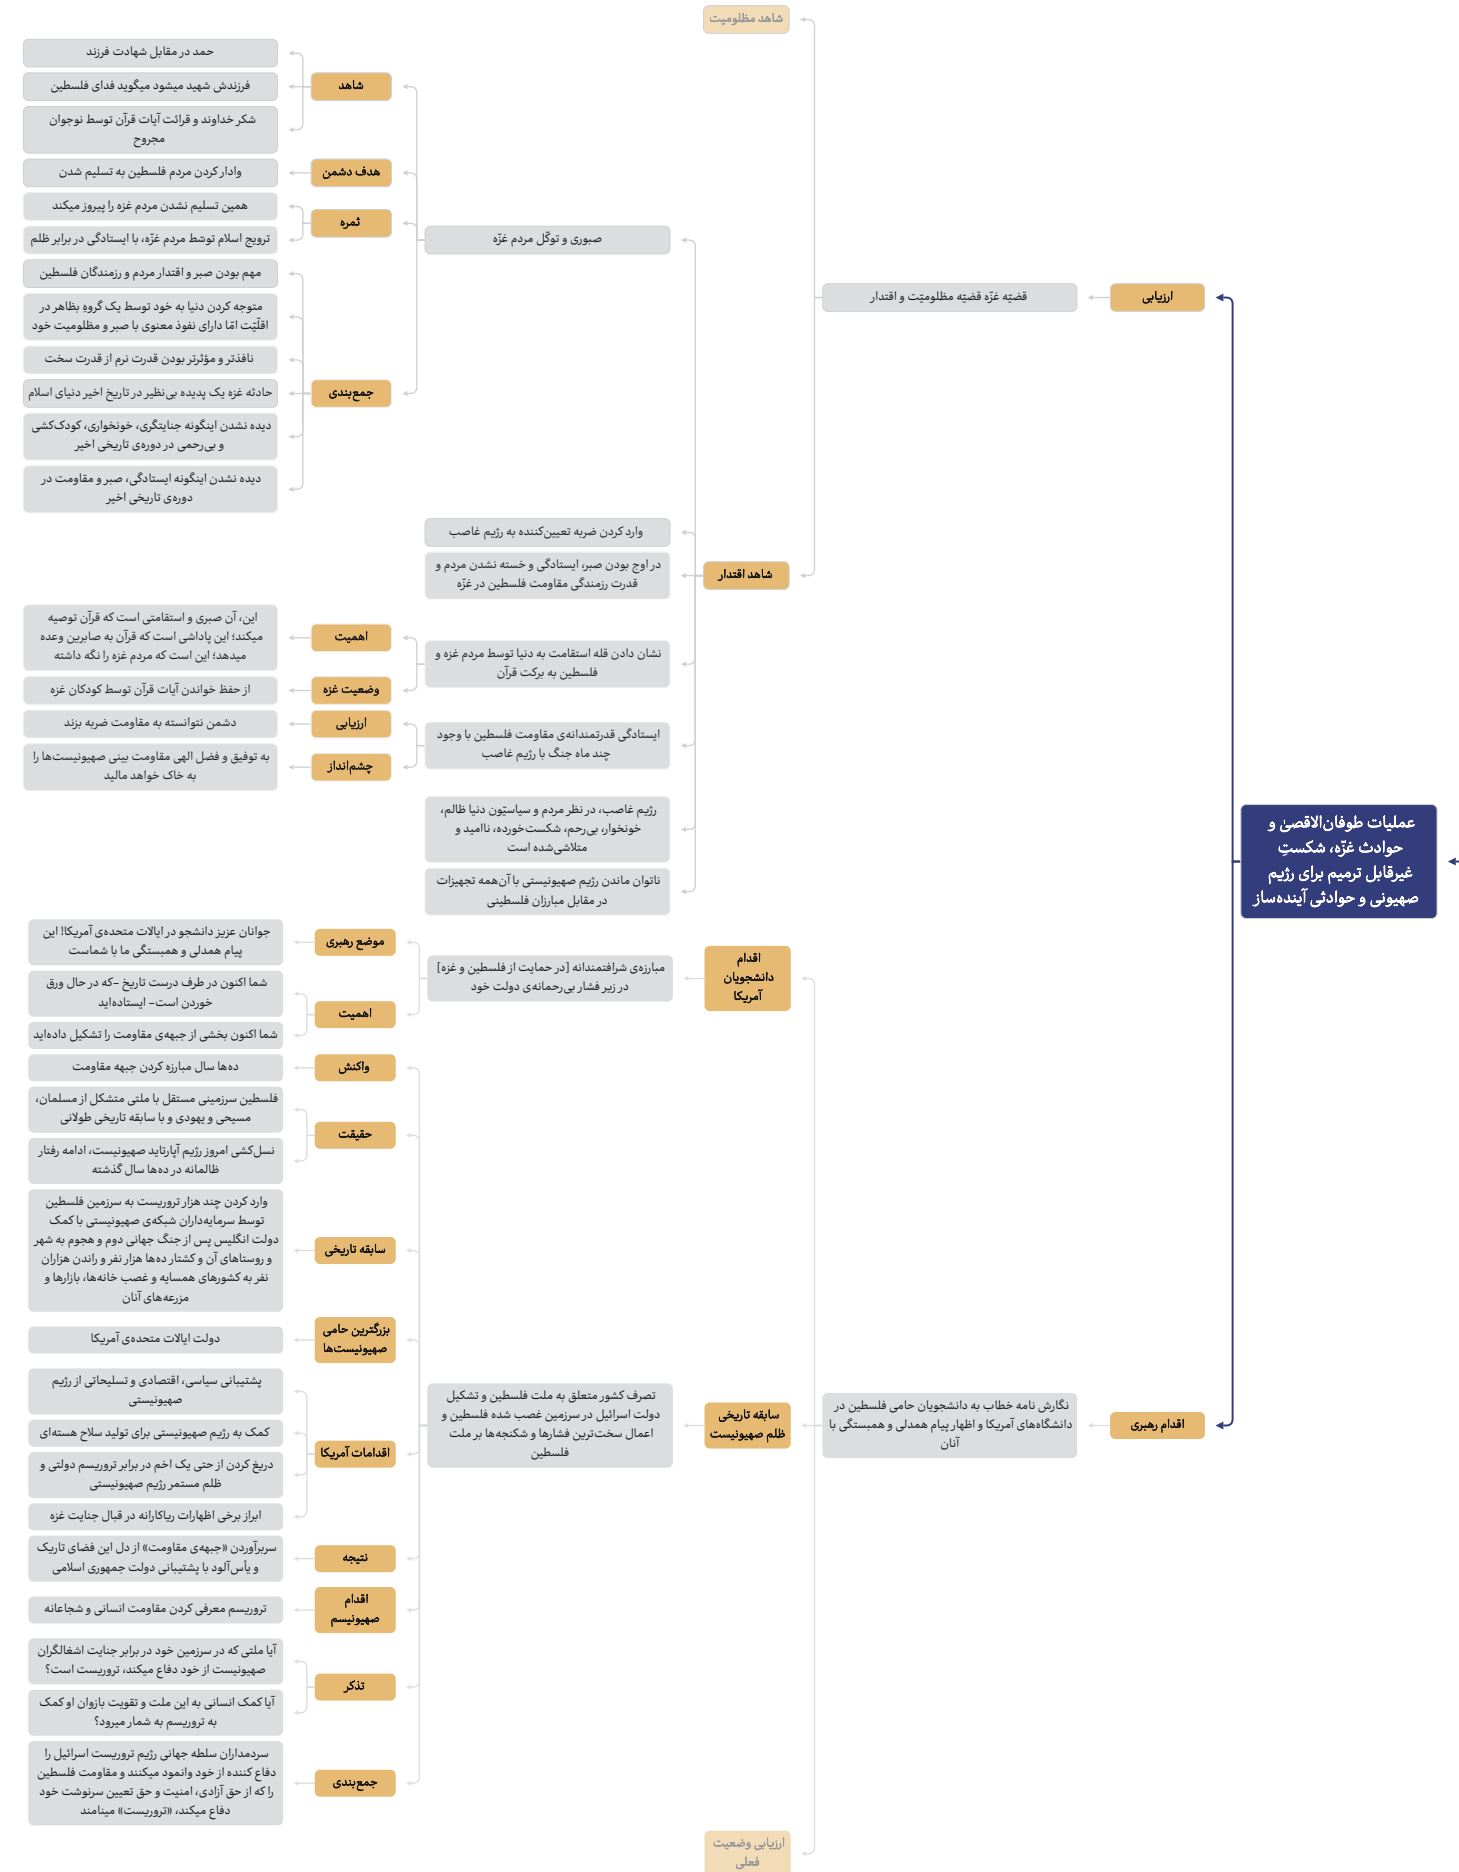 عملیات طوفان‌الاقصیٰ و
حوادث غزّه، شکستِ
غیرقابل ترمیم برای رژیم
صهیونی و حوادثی آینده‌ساز
ارزیابی
قضیّه غزّه قضیّه مظلومیّت و اقتدار
شاهد مظلومیت
شاهد اقتدار
صبوری و توکّل مردم غزّه
شاهد
حمد در مقابل شهادت فرزند
فرزندش شهید میشود میگوید فدای فلسطین
شکر خداوند و قرائت آیات قرآن توسط نوجوان
مجروح
هدف دشمن
وادار کردن مردم فلسطین به تسلیم شدن
ثمره
همین تسلیم نشدن مردم غزه را پیروز میکند
ترویج اسلام توسّط مردم غزّه، با ایستادگی در برابر ظلم
جمع‌بندی
مهم بودن صبر و اقتدار مردم و رزمندگان فلسطین
متوجه کردن دنیا به خود توسط یک گروهِ بظاهر در
اقلّیّت امّا دارای نفوذ معنوی با صبر و مظلومیت خود
نافذتر و مؤثرتر بودن قدرت نرم از قدرت سخت
حادثه غزه یک پدیده بی‌نظیر در تاریخ اخیر دنیای اسلام
دیده نشدن اینگونه جنایتگری، خونخواری، کودک‌کشی
و بی‌رحمی در دوره‌ی تاریخی اخیر
دیده نشدن اینگونه ایستادگی، صبر و مقاومت در
دوره‌ی تاریخی اخیر
وارد کردن ضربه تعیین‌کننده به رژیم غاصب
در اوج بودن صبر، ایستادگی و خسته نشدن مردم و
قدرت رزمندگی مقاومت فلسطین در غزّه
نشان دادن قله استقامت به دنیا توسط مردم غزه و
فلسطین به برکت قرآن
اهمیت
این، آن صبری و استقامتی است که قرآن توصیه
میکند؛ این پاداشی است که قرآن به صابرین وعده
میدهد؛ این است که مردم غزه را نگه داشته
وضعیت غزه
از حفظ خواندن آیات قرآن توسط کودکان غزه
ایستادگی قدرتمندانه‌ی مقاومت فلسطین با وجود
چند ماه جنگ با رژیم غاصب
ارزیابی
دشمن نتوانسته به مقاومت ضربه بزند
چشم‌انداز
به توفیق و فضل الهی مقاومت بینی صهیونیست‌ها را
به خاک خواهد مالید
رژیم غاصب، در نظر مردم و سیاسیّون دنیا ظالم،
خونخوار، بی‌رحم، شکست‌خورده، ناامید و
متلاشی‌شده است
ناتوان ماندن رژیم صهیونیستی با آن‌همه تجهیزات
در مقابل مبارزان فلسطینی
اقدام رهبری
نگارش نامه خطاب به دانشجویان حامی فلسطین در
دانشگاه‌های آمریکا و اظهار پیام همدلی و همبستگی با
آنان
اقدام
دانشجویان
آمریکا
مبارزه‌ی شرافتمندانه [در حمایت از فلسطین و غزه]
در زیر فشار بی‌رحمانه‌ی دولت خود
موضع رهبری
جوانان عزیز دانشجو در ایالات متحده‌ی آمریکا! این
پیام همدلی و همبستگی ما با شماست
اهمیت
شما اکنون در طرف درست تاریخ -که در حال ورق
خوردن است- ایستاده‌اید
شما اکنون بخشی از جبهه‌ی مقاومت را تشکیل داده‌اید
سابقه تاریخی
ظلم صهیونیست
تصرف کشور متعلق به ملت فلسطین و تشکیل
دولت اسرائیل در سرزمین غصب شده فلسطین و
اعمال سخت‌ترین فشارها و شکنجه‌ها بر ملت
فلسطین
واکنش
ده‌ها سال مبارزه کردن جبهه مقاومت
حقیقت
فلسطین سرزمینی مستقل با ملتی متشکل از مسلمان،
مسیحی و یهودی و با سابقه تاریخی طولانی
نسل‌کشی امروز رژیم آپارتاید صهیونیست، ادامه رفتار
ظالمانه در ده‌ها سال گذشته
سابقه تاریخی
وارد کردن چند هزار تروریست به سرزمین فلسطین
توسط سرمایه‌داران شبکه‌ی صهیونیستی با کمک
دولت انگلیس پس از جنگ جهانی دوم و هجوم به شهر
و روستاهای آن و کشتار ده‌ها هزار نفر و راندن هزاران
نفر به کشورهای همسایه و غصب خانه‌ها، بازارها و
مزرعه‌های آنان
بزرگترین حامی
صهیونیست‌ها
دولت ایالات متحده‌ی آمریکا
اقدامات آمریکا
پشتیبانی سیاسی، اقتصادی و تسلیحاتی از رژیم
صهیونیستی
کمک به رژیم صهیونیستی برای تولید سلاح هسته‌ای
دریغ کردن از حتی یک اخم در برابر تروریسم دولتی و
ظلم مستمر رژیم صهیونیستی
ابراز برخی اظهارات ریاکارانه در قبال جنایت غزه
نتیجه
سربرآوردن «جبهه‌ی مقاومت» از دل این فضای تاریک
و یأس‌آلود با پشتیبانی دولت جمهوری اسلامی
اقدام
صهیونیسم
تروریسم معرفی کردن مقاومت انسانی و شجاعانه
تذکر
آیا ملتی که در سرزمین خود در برابر جنایت اشغالگران
صهیونیست از خود دفاع میکند، تروریست است؟
آیا کمک انسانی به این ملت و تقویت بازوان او کمک
به تروریسم به شمار میرود؟
جمع‌بندی
سردمداران سلطه جهانی رژیم تروریست اسرائیل را
دفاع کننده از خود وانمود میکنند و مقاومت فلسطین
را که از حق آزادی، امنیت و حق تعیین سرنوشت خود
دفاع میکند، «تروریست» مینامند
ارزیابی وضعیت
فعلی